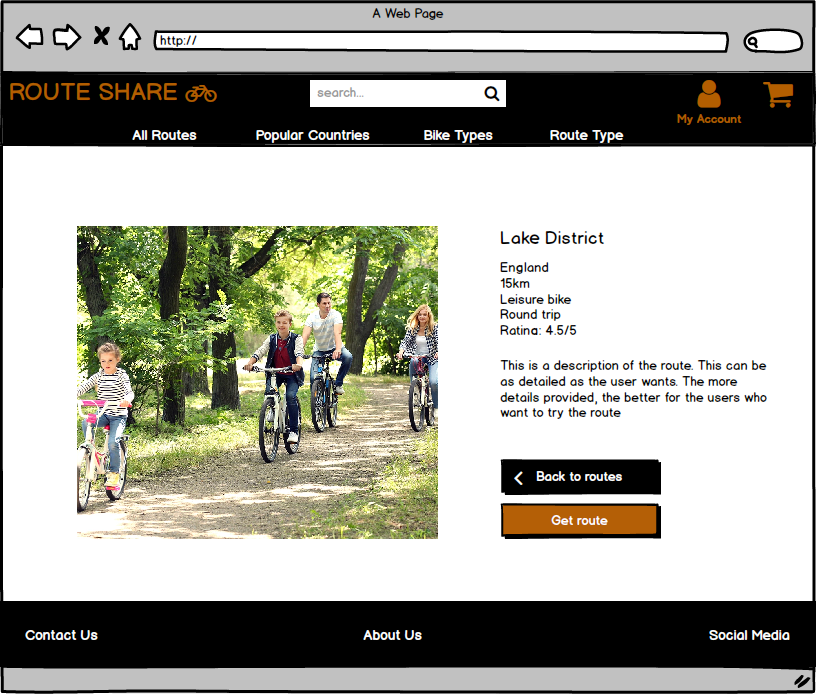 A Web Page
http://
ROUTE SHARE
search...
My Account
All Routes
Popular Countries
Bike Types
Route Type
Lake District
England
15km
Leisure bike
Round trip
Rating: 4.5/5
This is a description of the route. This can be
as detailed as the user wants. The more
details provided, the better for the users who
want to try the route
Back to routes
Get route
Contact Us
About Us
Social Media